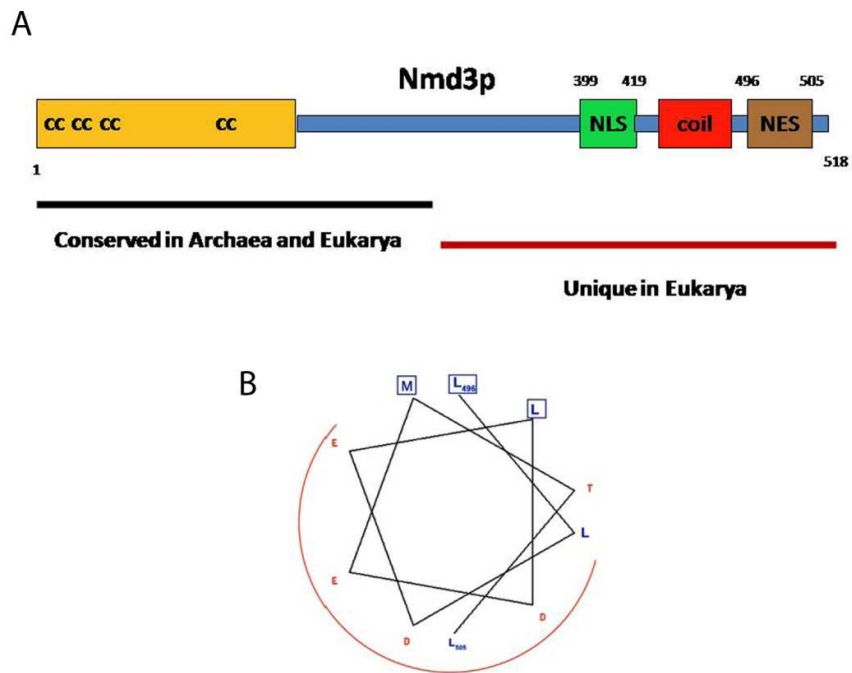 A
Nmd3p
399 419 496 505
CC CC CC CC NLS coil NES
1 518
Conserved in Archaea and Eukarya
Unique in Eukarya
B
M L496 L
E
T
L
E
D
D L505